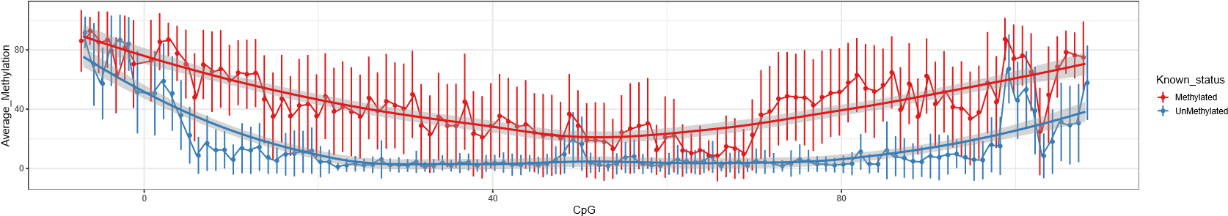 Average_Methylation
80
40
0
0
40
80
CpG
Known_status
Methylated
UnMethylated